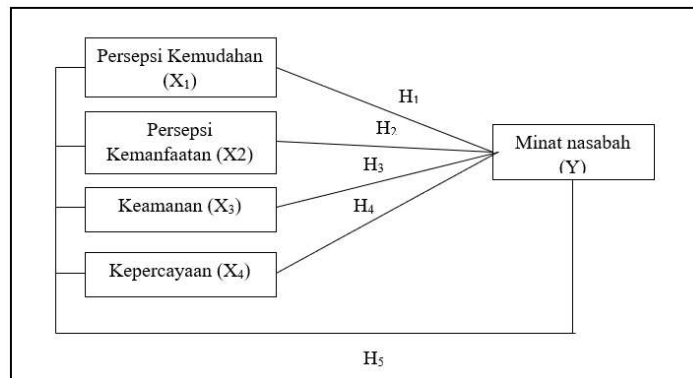 Persepsi Kemudahan
(X₁)
H₁
Persepsi
Kemanfaatan (X2)
H₂
Minat nasabah
(Y)
H₃
Keamanan (X₃)
H₄
Kepercayaan (X₄)
H₅